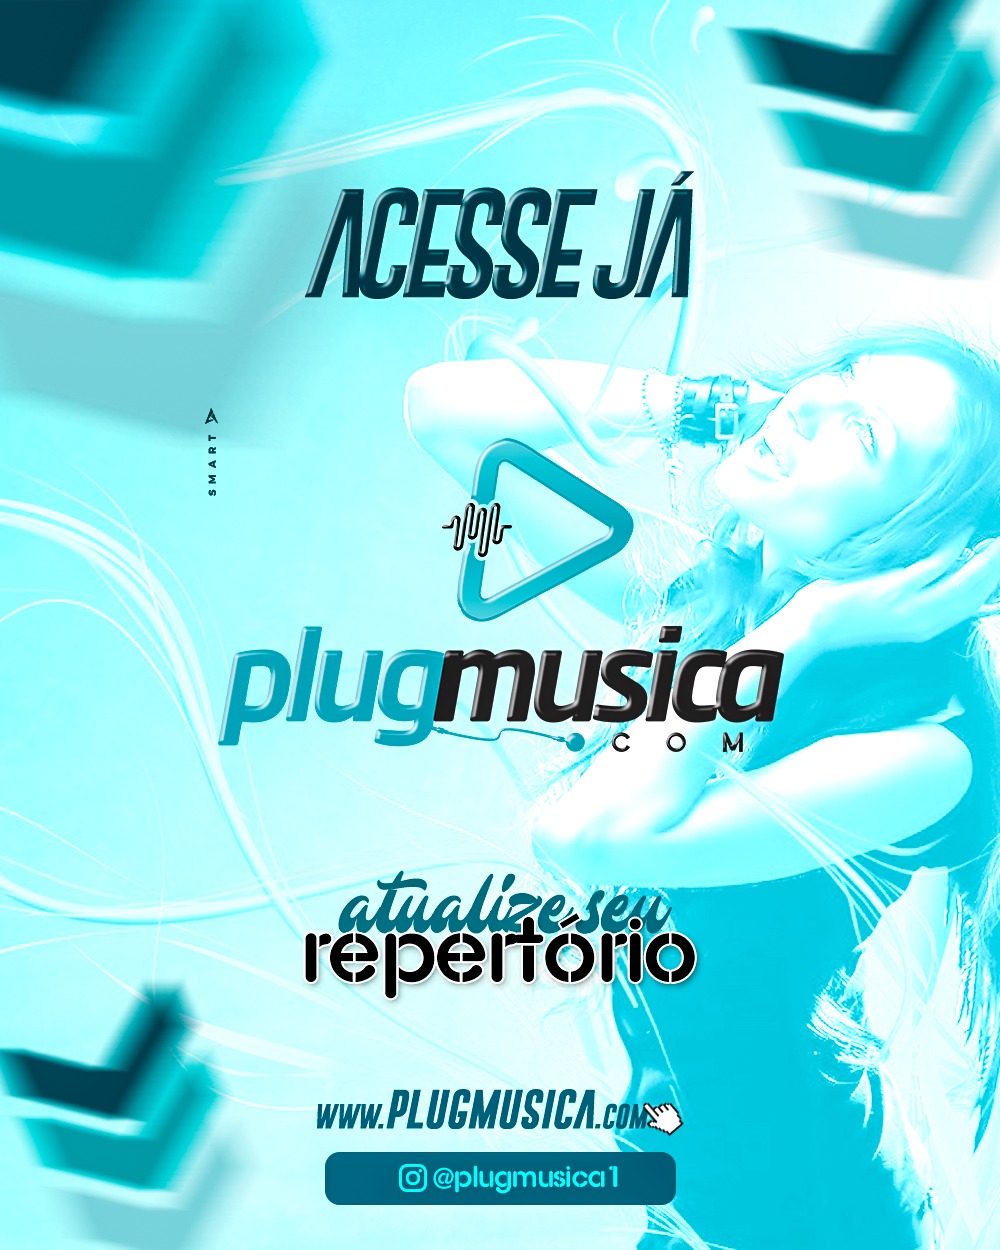 ACESSE JÁ
SMART
plugmusica
COM
atualize seu
repertório
WWW.PLUGMUSICA.COM
@plugmusica1